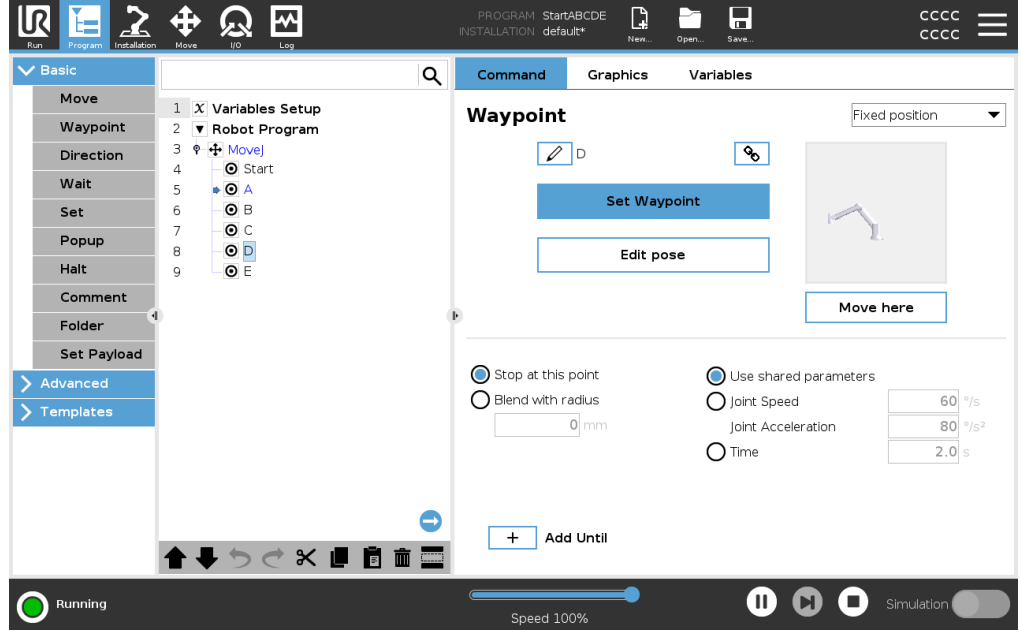 PROGRAM StartABCDE
INSTALLATION default*
CCCC
CCCC
Run Program Installation Move I/O Log New... Open... Save...
Basic
Move
Waypoint
Direction
Wait
Set
Popup
Halt
Comment
Folder
Set Payload
Advanced
Templates
1 X Variables Setup
2 Robot Program
3 MoveJ
4 Start
5 A
6 B
7 C
8 D
9 E
Command Graphics Variables
Waypoint
Fixed position
D
Set Waypoint
Edit pose
Move here
Stop at this point
Blend with radius
0 mm
Use shared parameters
Joint Speed 60 °/s
Joint Acceleration 80 °/s²
Time 2.0 s
+ Add Until
Running
Speed 100%
Simulation